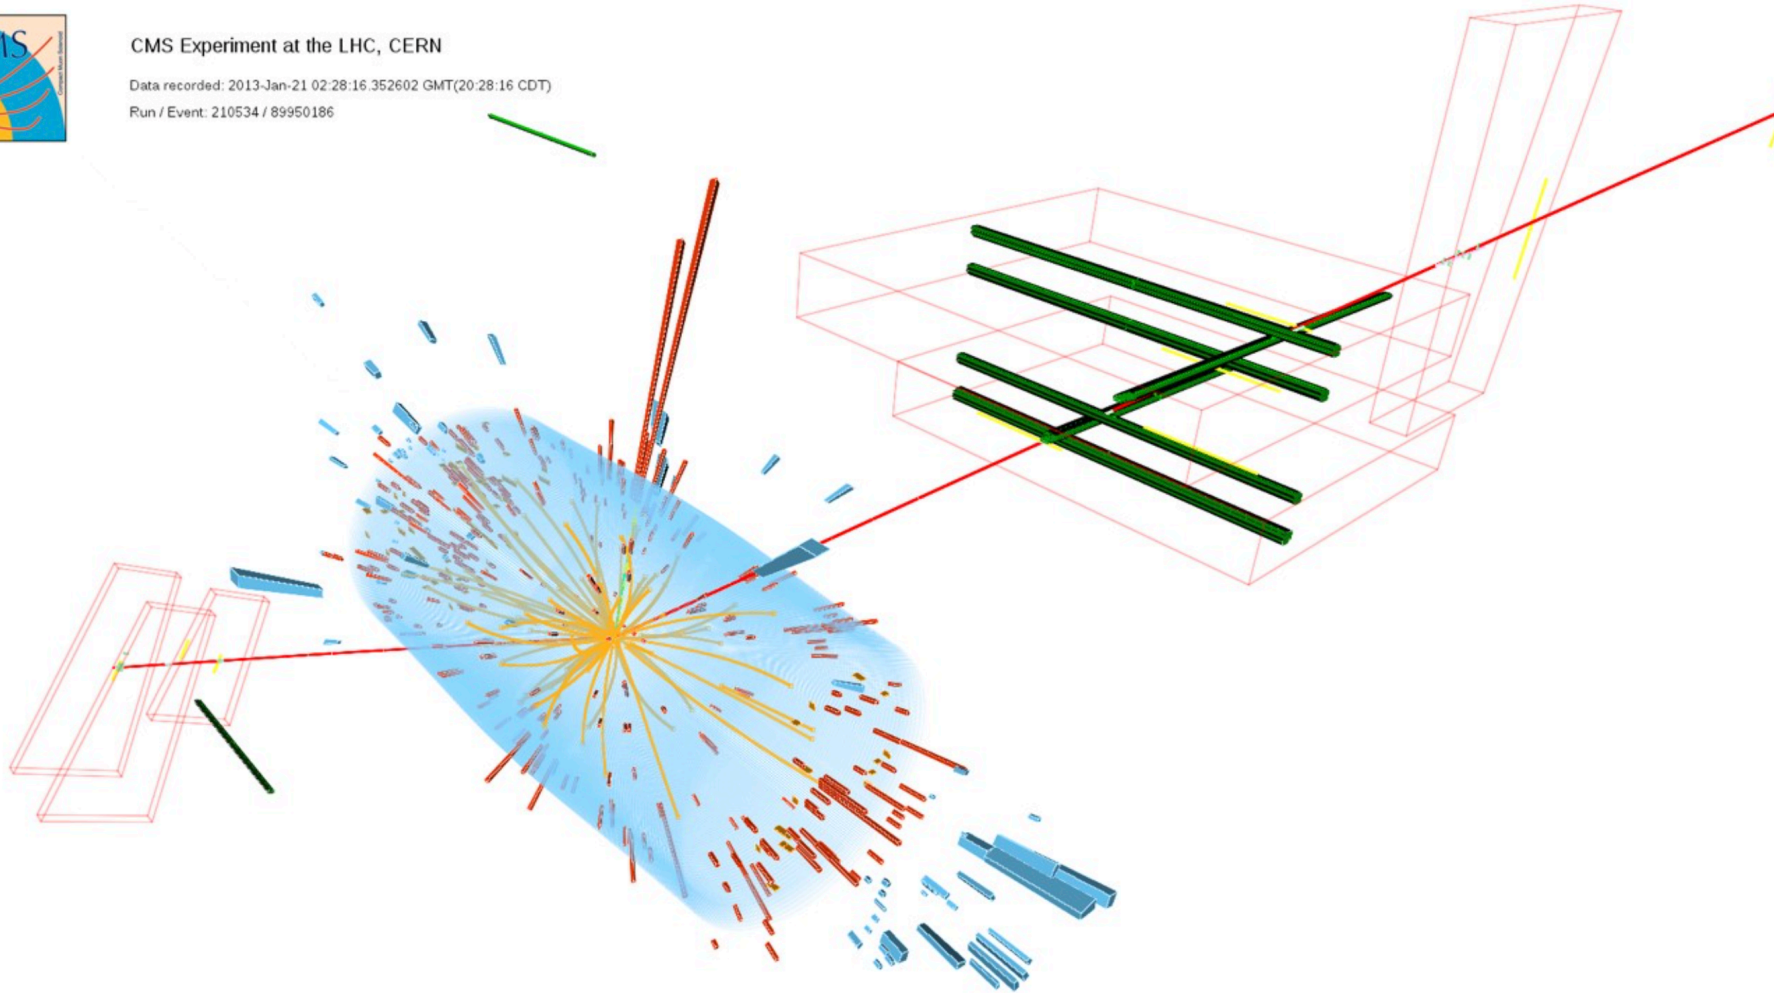 MS
CMS Experiment at the LHC, CERN
Data recorded: 2013-Jan-21 02:28:16.352602 GMT(20:28:16 CDT)
Run / Event: 210534 / 89950186